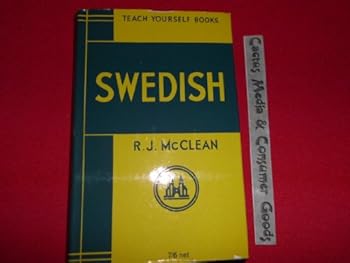 TEACH YOURSELF BOOKS
SWEDISH
R. J. McCLEAN
7/6 net
Cactus Media & Consumer Goods